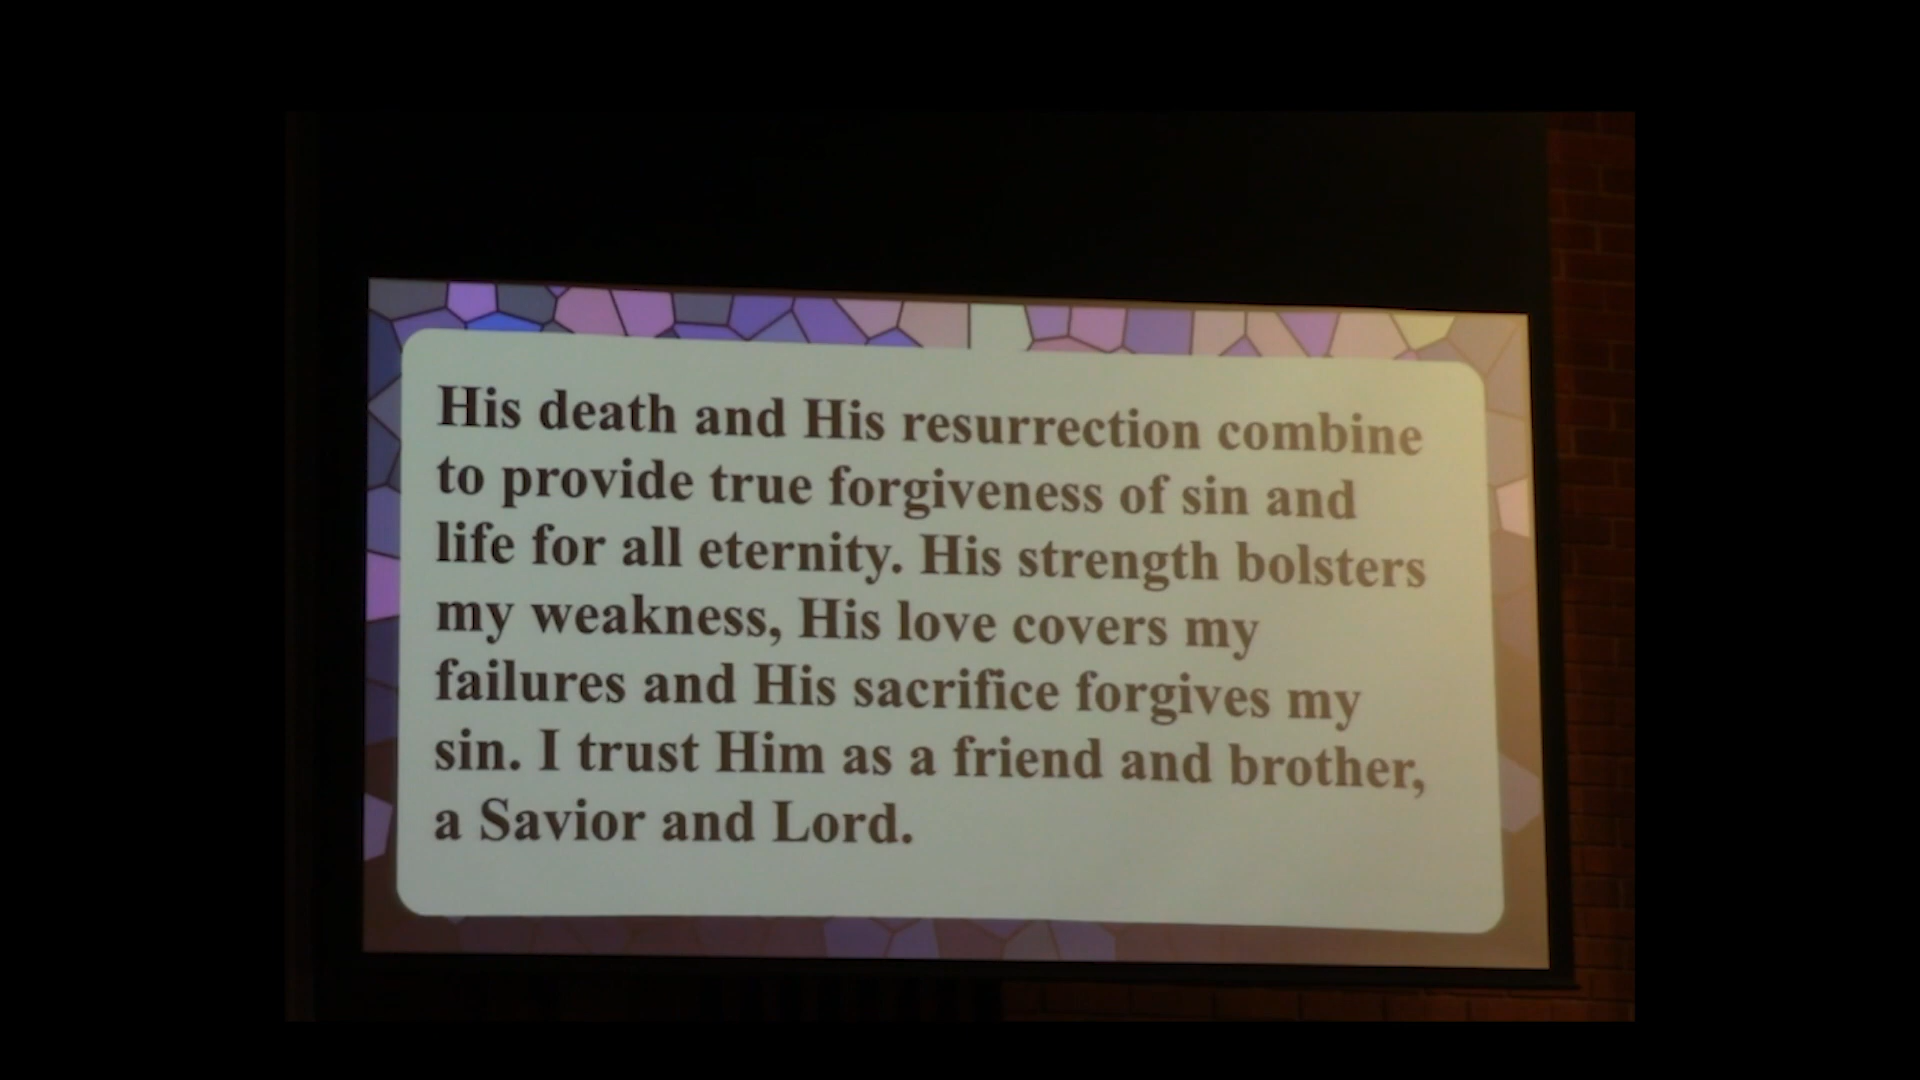 His death and His resurrection combine
to provide true forgiveness of sin and
life for all eternity. His strength bolsters
my weakness, His love covers my
failures and His sacrifice forgives my
sin. I trust Him as a friend and brother,
a Savior and Lord.